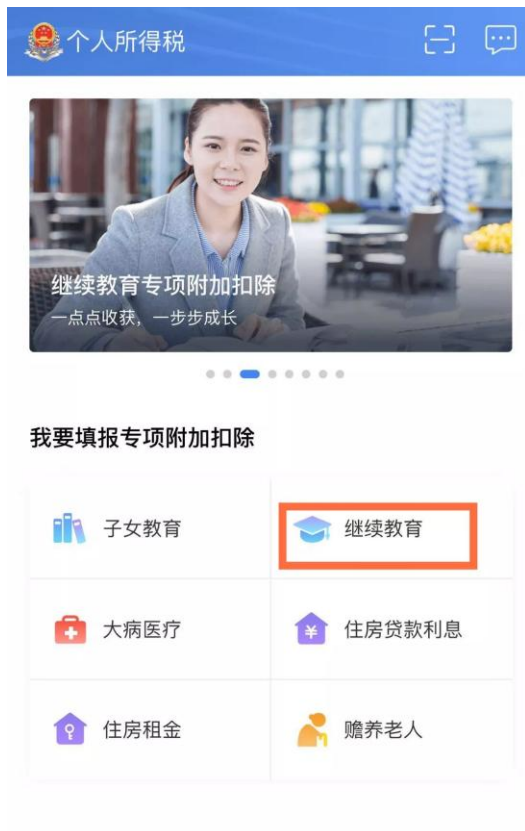 个人所得税
继续教育专项附加扣除
一点点收获，一步步成长
我要填报专项附加扣除
子女教育
继续教育
大病医疗
住房贷款利息
住房租金
赡养老人